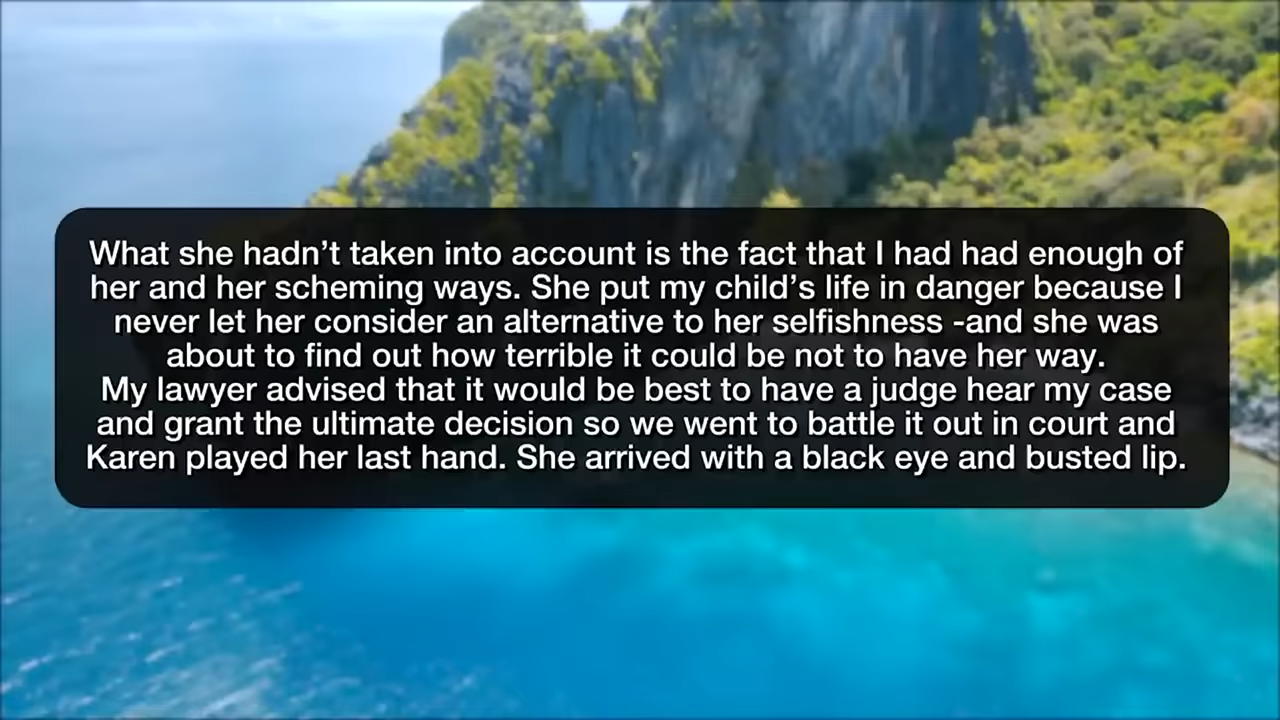 What she hadn’t taken into account is the fact that I had had enough of
her and her scheming ways. She put my child’s life in danger because I
never let her consider an alternative to her selfishness -and she was
about to find out how terrible it could be not to have her way.
My lawyer advised that it would be best to have a judge hear my case
and grant the ultimate decision so we went to battle it out in court and
Karen played her last hand. She arrived with a black eye and busted lip.